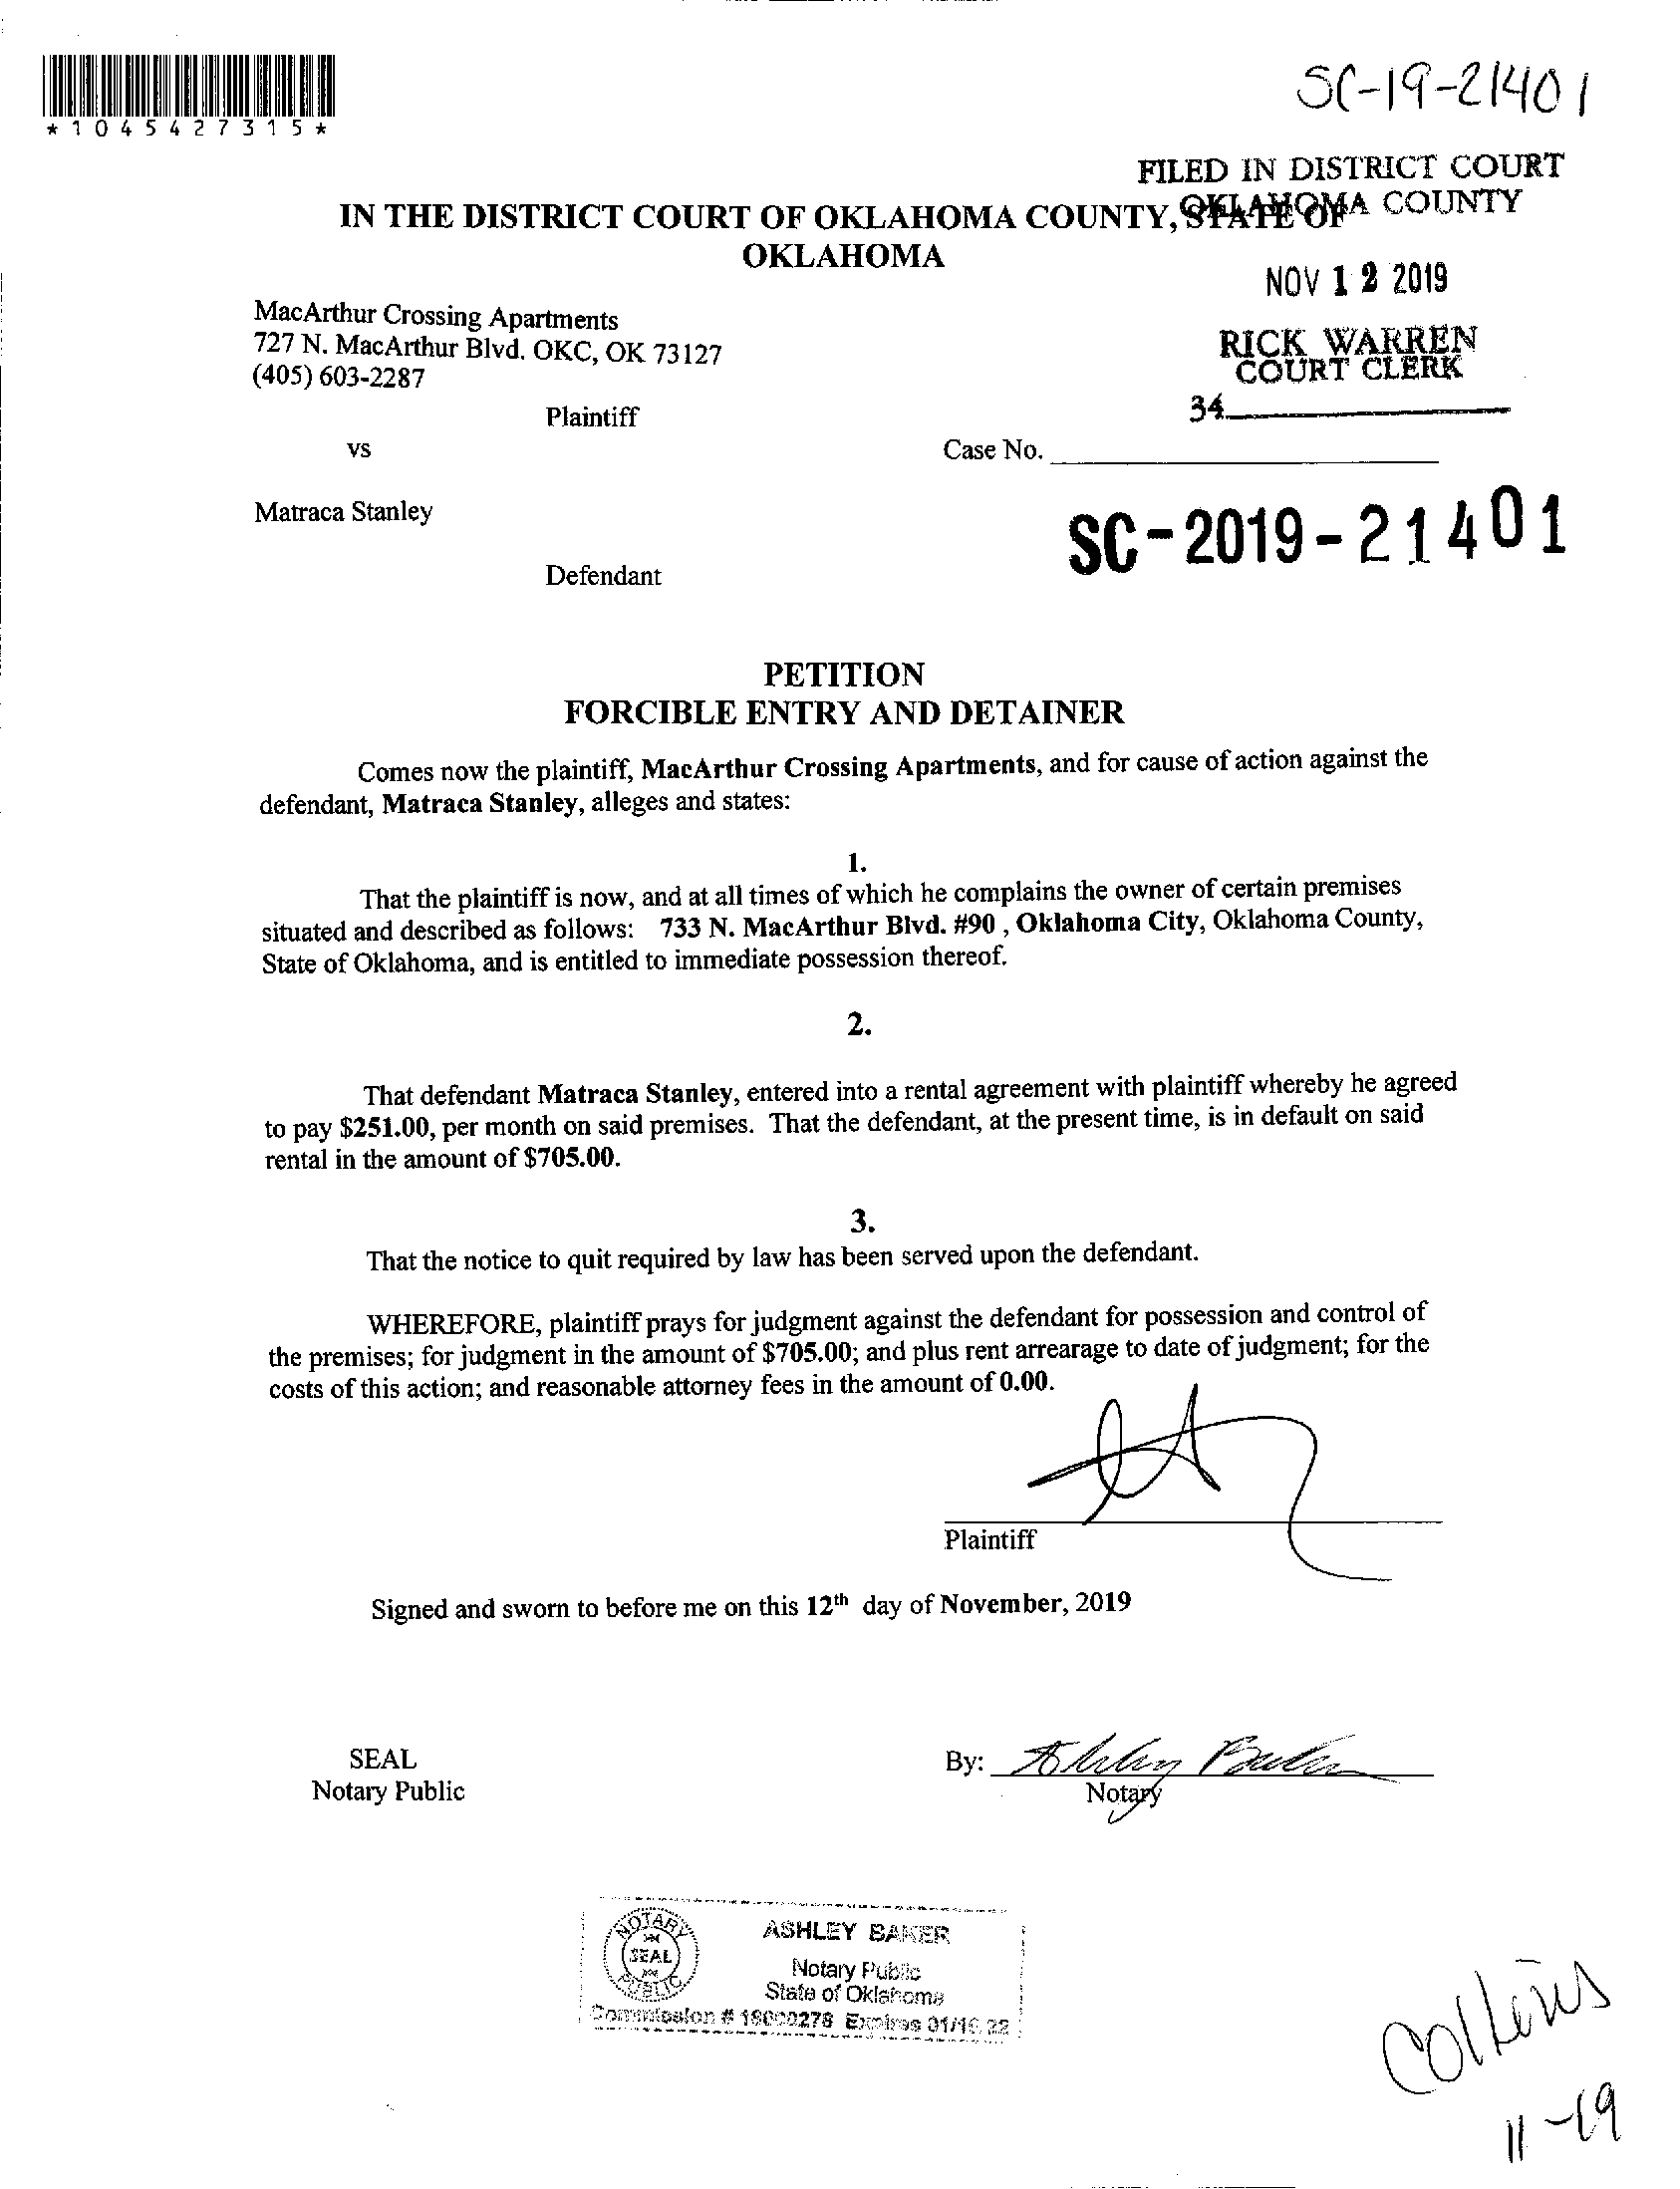 SC-19-21401
*1045427315*
FILED IN DISTRICT COURT
OKLAHOMA COUNTY
IN THE DISTRICT COURT OF OKLAHOMA COUNTY, STATE OF
OKLAHOMA
NOV 12 2019
MacArthur Crossing Apartments
727 N. MacArthur Blvd. OKC, OK 73127
(405) 603-2287
RICK WARREN
COURT CLERK
34
Plaintiff
vs
Case No.
Matraca Stanley
SC-2019-21401
Defendant
PETITION
FORCIBLE ENTRY AND DETAINER
Comes now the plaintiff, MacArthur Crossing Apartments, and for cause of action against the
defendant, Matraca Stanley, alleges and states:
1.
That the plaintiff is now, and at all times of which he complains the owner of certain premises
situated and described as follows: 733 N. MacArthur Blvd. #90 , Oklahoma City, Oklahoma County,
State of Oklahoma, and is entitled to immediate possession thereof.
2.
That defendant Matraca Stanley, entered into a rental agreement with plaintiff whereby he agreed
to pay $251.00, per month on said premises. That the defendant, at the present time, is in default on said
rental in the amount of $705.00.
3.
That the notice to quit required by law has been served upon the defendant.
WHEREFORE, plaintiff prays for judgment against the defendant for possession and control of
the premises; for judgment in the amount of $705.00; and plus rent arrearage to date of judgment; for the
costs of this action; and reasonable attorney fees in the amount of 0.00.
Plaintiff
Signed and sworn to before me on this 12th day of November, 2019
SEAL
By: Ashley Baker
Notary Public
Notary
NOTARY
SEAL
PUBLIC
ASHLEY BAKER
Notary Public
State of Oklahoma
Commission # 18000278 Expires 01/16/22
Collins
11-19